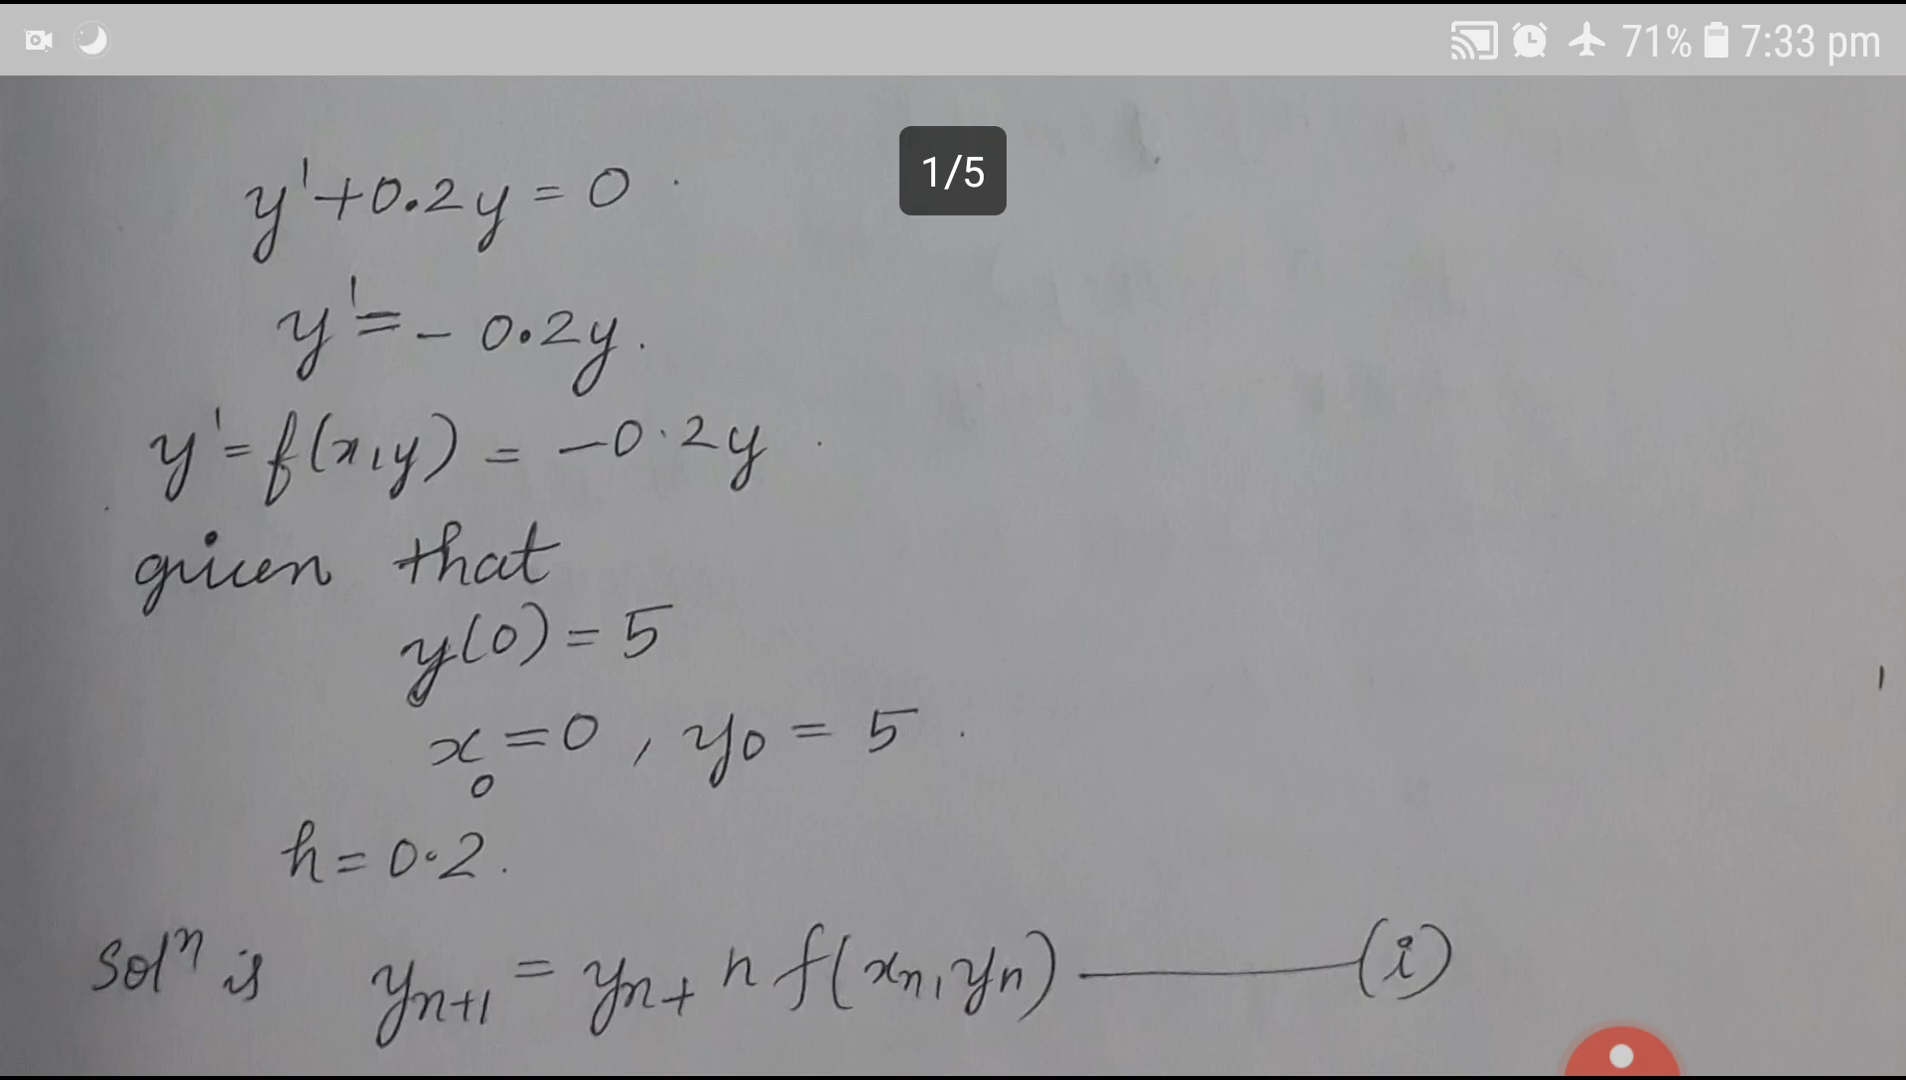 71% 7:33 pm
1/5
y' + 0.2y = 0 .
y' = - 0.2y.
y' = f(x,y) = -0.2y .
given that
y(0) = 5
x₀ = 0 , y₀ = 5 .
h = 0.2 .
Solⁿ is yₙ₊₁ = yₙ + h f(xₙ, yₙ) ——— (i)